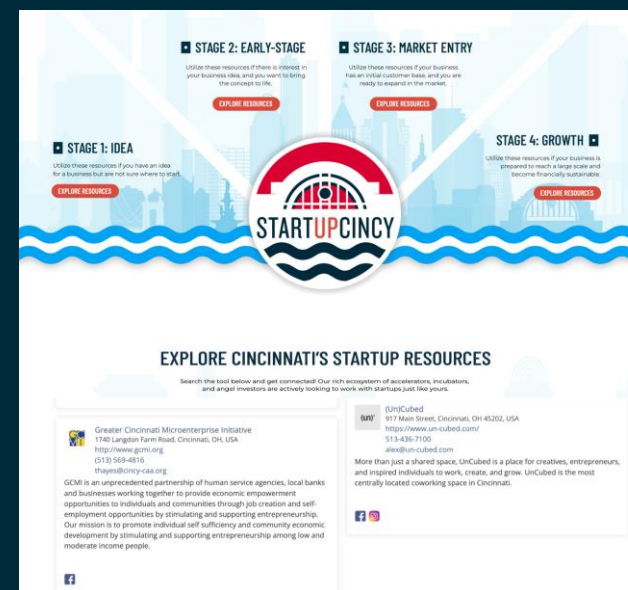 STAGE 2: EARLY-STAGE
Utilize these resources if there is interest in
your business idea, and you want to bring
the concept to life.
EXPLORE RESOURCES
STAGE 3: MARKET ENTRY
Utilize these resources if your business
has an initial customer base, and you are
ready to expand in the market.
EXPLORE RESOURCES
STAGE 1: IDEA
Utilize these resources if you have an idea
for a business but are not sure where to start.
EXPLORE RESOURCES
STAGE 4: GROWTH
Utilize these resources if your business is
prepared to reach a large scale and
become financially sustainable.
EXPLORE RESOURCES
STARTUPCINCY
EXPLORE CINCINNATI'S STARTUP RESOURCES
Search the tool below and get connected! Our rich ecosystem of accelerators, incubators,
and angel investors are actively looking to work with startups just like yours.
Greater Cincinnati Microenterprise Initiative
1740 Langdon Farm Road, Cincinnati, OH, USA
http://www.gcmi.org
(513) 569-4816
thayes@cincy-caa.org
GCMI is an unprecedented partnership of human service agencies, local banks
and businesses working together to provide economic empowerment
opportunities to individuals and communities through job creation and self-
employment opportunities by stimulating and supporting entrepreneurship.
Our mission is to promote individual self sufficiency and community economic
development by stimulating and supporting entrepreneurship among low and
moderate income people.
(un)³
(Un)Cubed
917 Main Street, Cincinnati, OH 45202, USA
https://www.un-cubed.com/
513-436-7100
alex@un-cubed.com
More than just a shared space, UnCubed is a place for creatives, entrepreneurs,
and inspired individuals to work, create, and grow. UnCubed is the most
centrally located coworking space in Cincinnati.